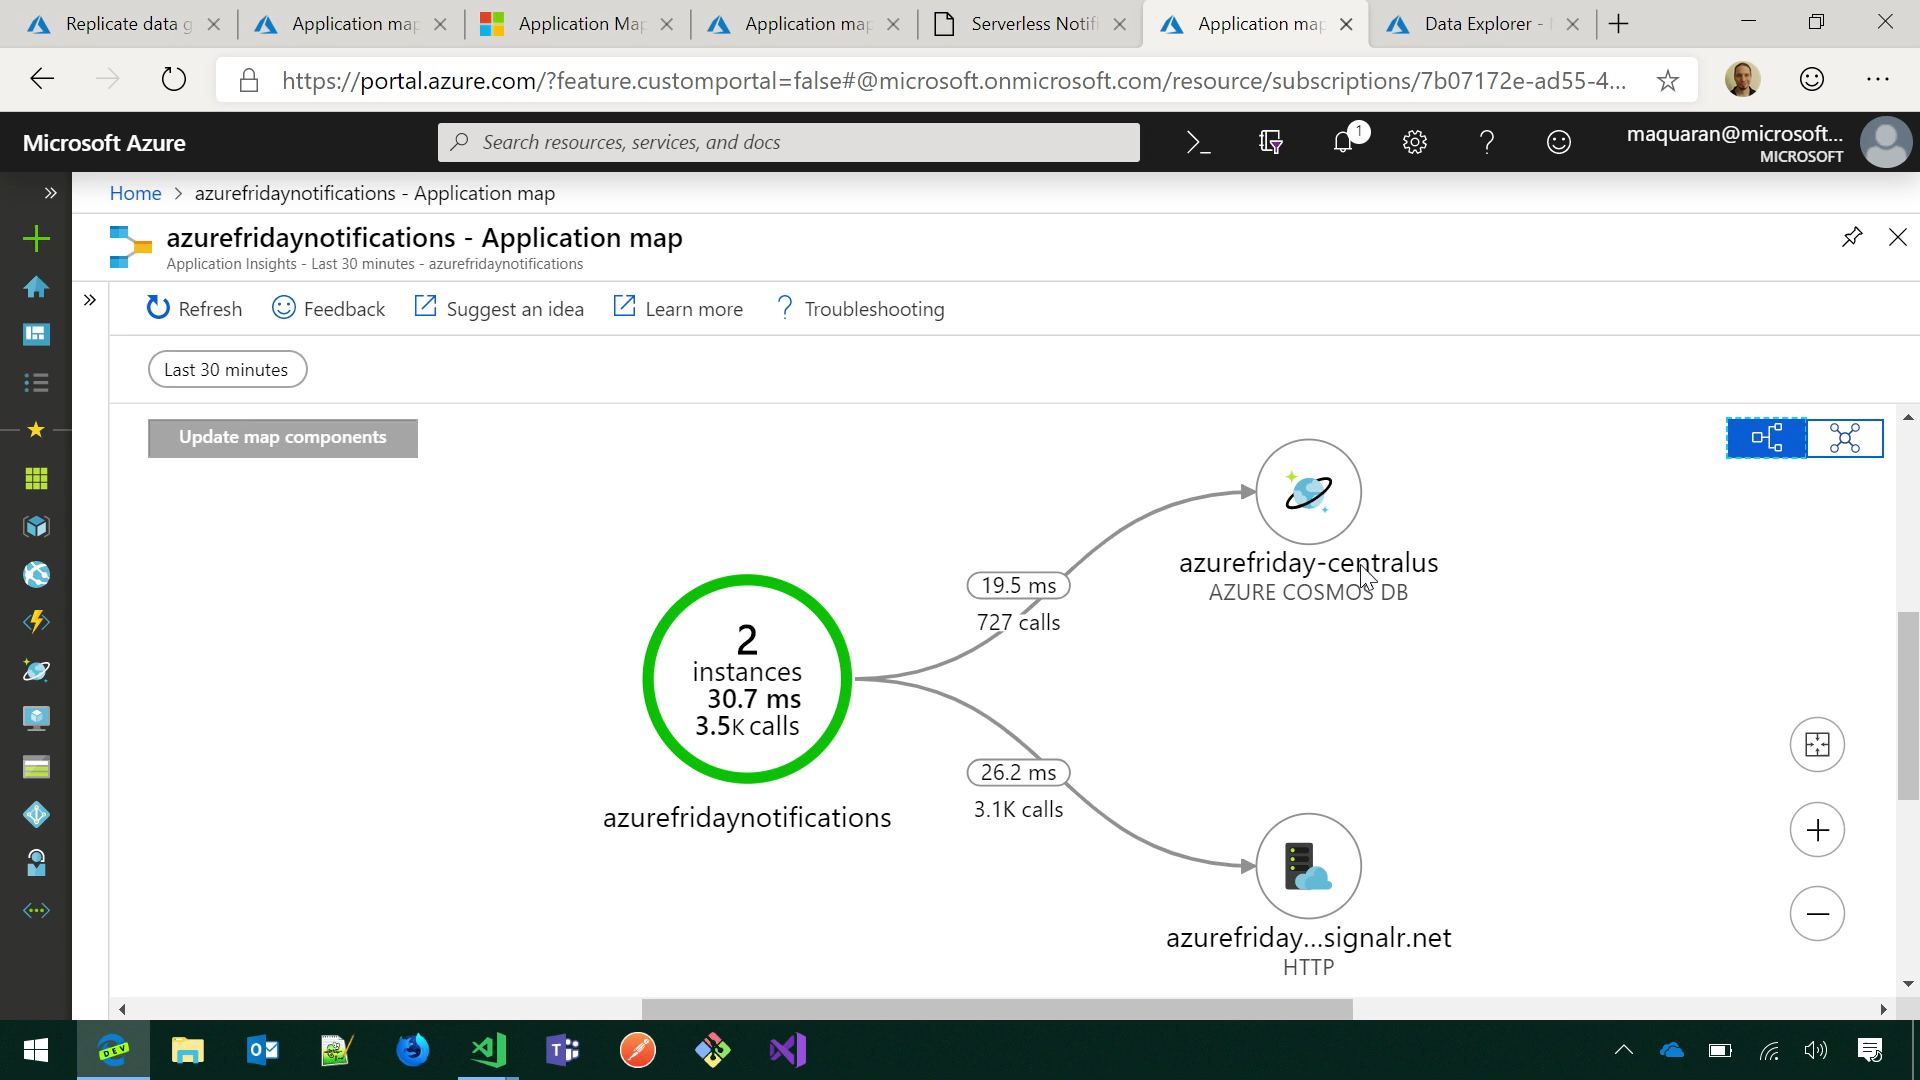 Replicate data g
Application map
Application Map
Application map
Serverless Notifi
Application map
Data Explorer -
https://portal.azure.com/?feature.customportal=false#@microsoft.onmicrosoft.com/resource/subscriptions/7b07172e-ad55-4...
Microsoft Azure
Search resources, services, and docs
1
maquaran@microsoft...
MICROSOFT
Home > azurefridaynotifications - Application map
azurefridaynotifications - Application map
Application Insights - Last 30 minutes - azurefridaynotifications
Refresh
Feedback
Suggest an idea
Learn more
Troubleshooting
Last 30 minutes
Update map components
azurefriday-centralus
AZURE COSMOS DB
19.5 ms
727 calls
2
instances
30.7 ms
3.5K calls
azurefridaynotifications
26.2 ms
3.1K calls
azurefriday...signalr.net
HTTP
DEV